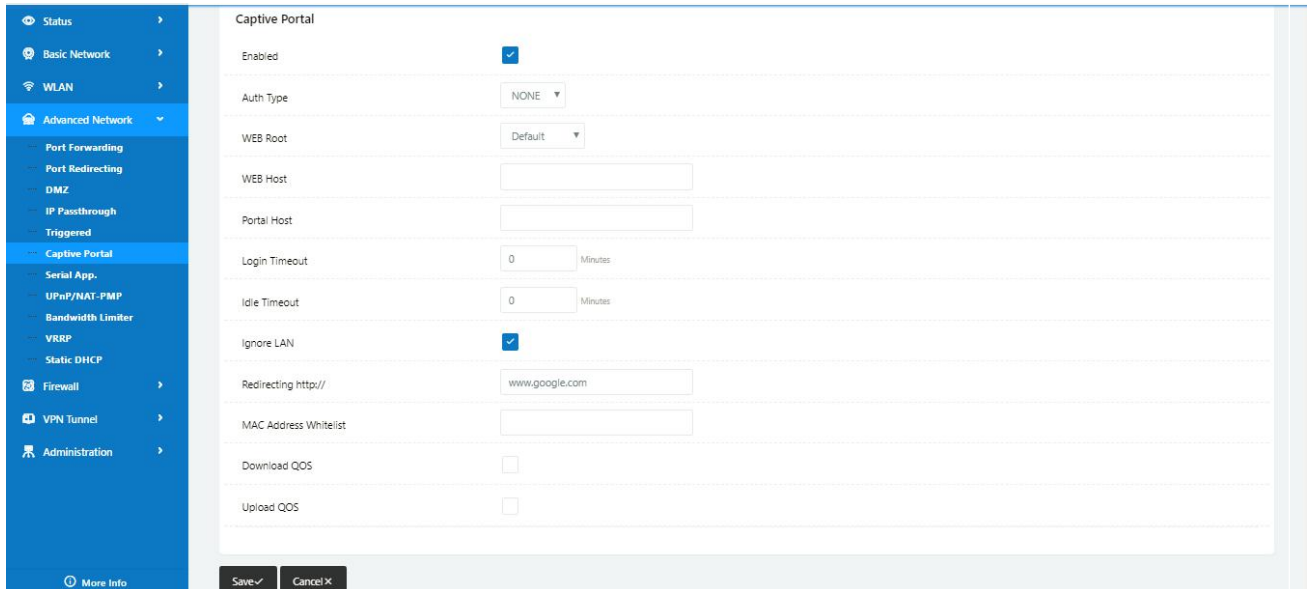 Status
Basic Network
WLAN
Advanced Network
Port Forwarding
Port Redirecting
DMZ
IP Passthrough
Triggered
Captive Portal
Serial App.
UPnP/NAT-PMP
Bandwidth Limiter
VRRP
Static DHCP
Firewall
VPN Tunnel
Administration
More Info
Captive Portal
Enabled
Auth Type NONE
WEB Root Default
WEB Host
Portal Host
Login Timeout 0 Minutes
Idle Timeout 0 Minutes
Ignore LAN
Redirecting http:// www.google.com
MAC Address Whitelist
Download QOS
Upload QOS
Save Cancel